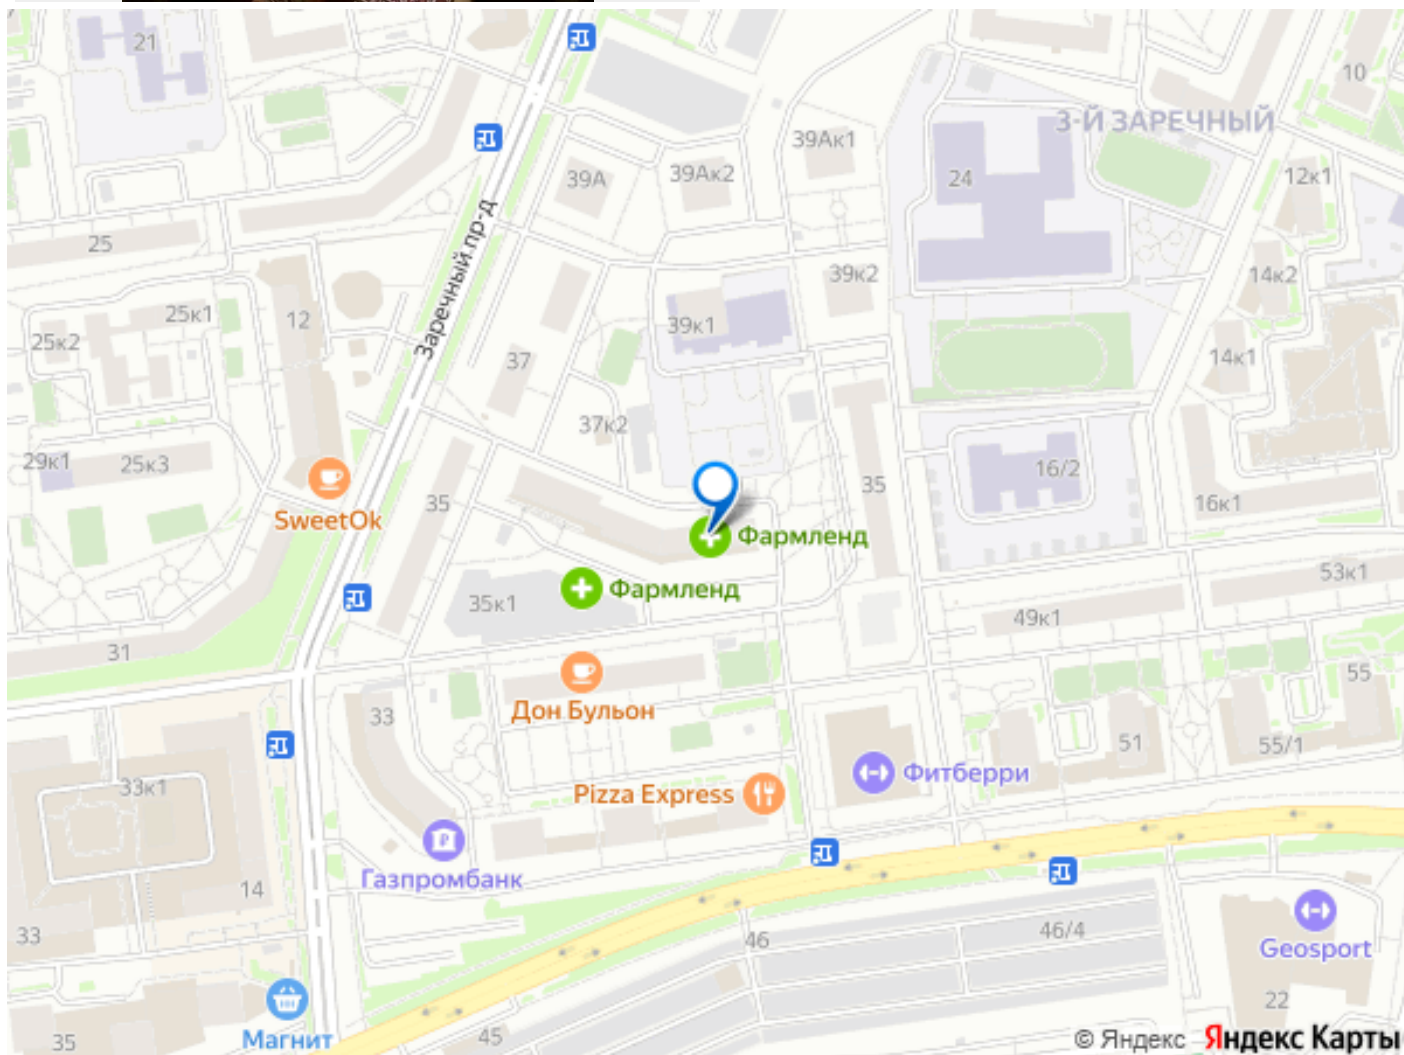 21
10
3-Й ЗАРЕЧНЫЙ
39Ак1
39А
39Ак2
24
12к1
25
Заречный пр-д
39к2
14к2
25к1
12
39к1
25к2
37
14к1
37к2
29к1
25к3
16/2
35
35
16к1
SweetOk
Фармленд
53к1
Фармленд
35к1
49к1
31
55
33
Дон Бульон
51
55/1
33к1
Фитберри
Pizza Express
Газпромбанк
14
33
46
46/4
Geosport
22
Магнит
35
45
© Яндекс Яндекс Карты